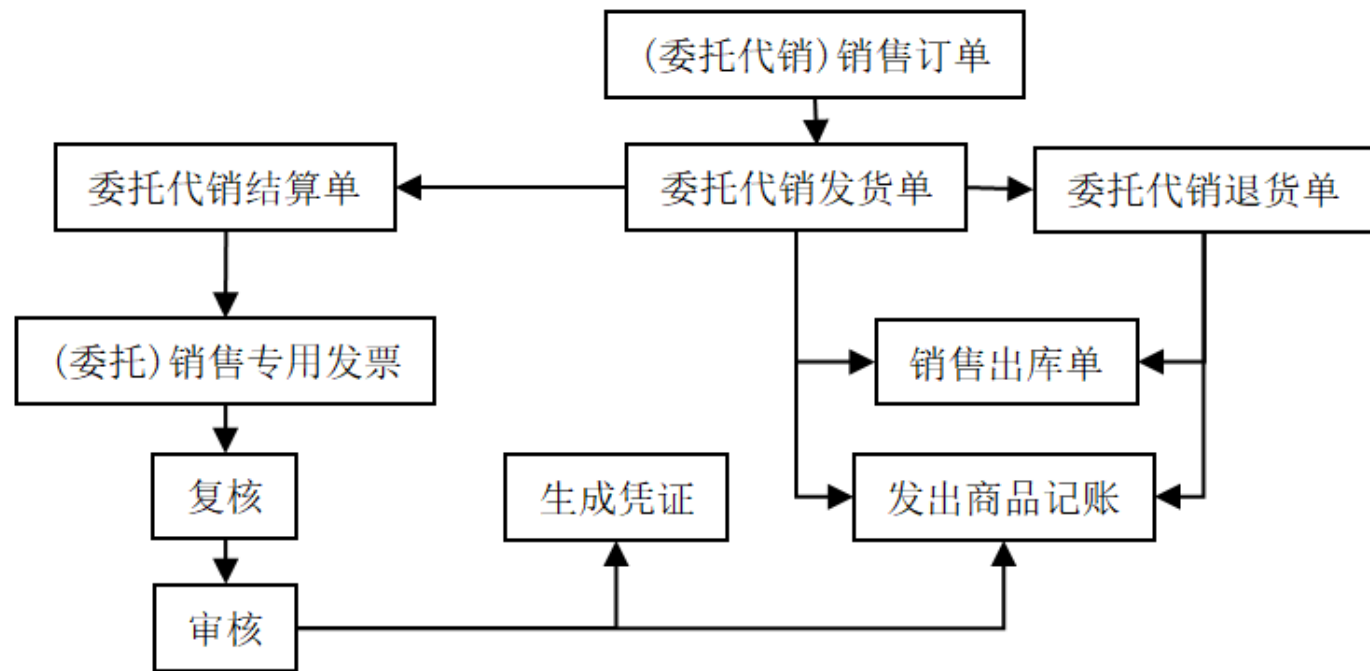 (委托代销)销售订单
委托代销结算单
委托代销发货单
委托代销退货单
(委托)销售专用发票
销售出库单
复核
生成凭证
发出商品记账
审核